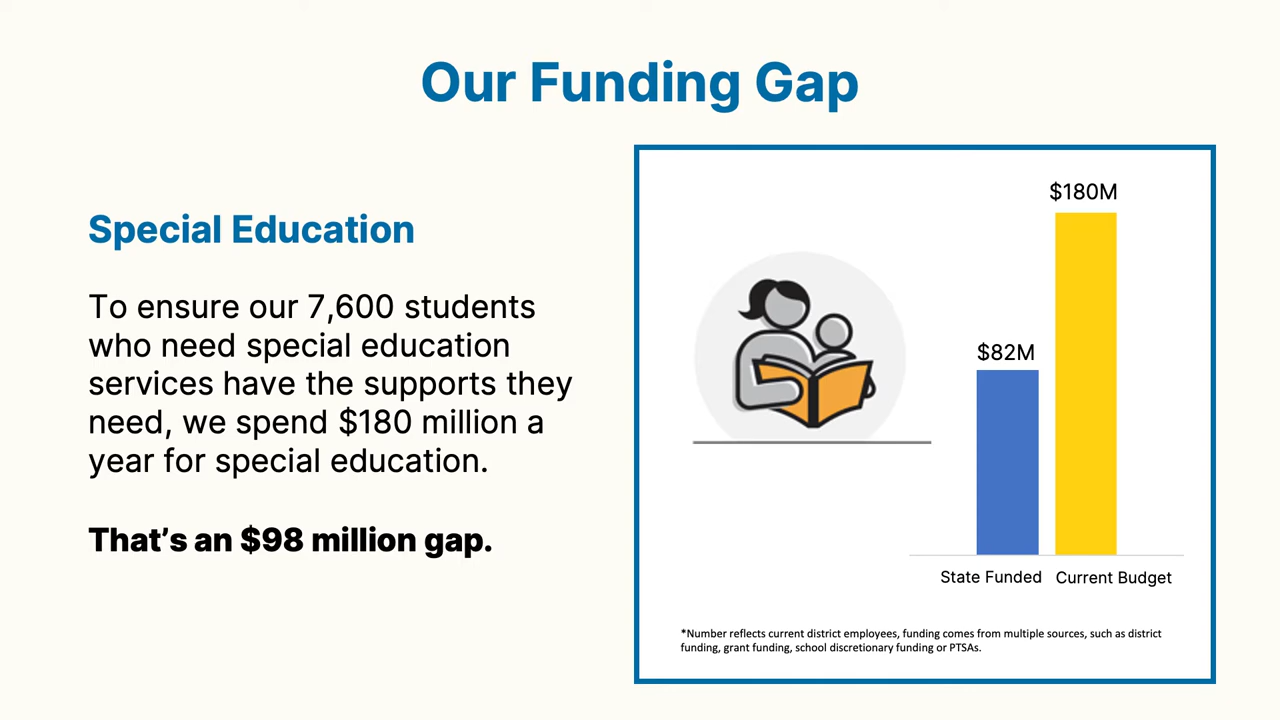 Our Funding Gap
Special Education
To ensure our 7,600 students
who need special education
services have the supports they
need, we spend $180 million a
year for special education.
That’s an $98 million gap.
$180M
$82M
State Funded
Current Budget
*Number reflects current district employees, funding comes from multiple sources, such as district
funding, grant funding, school discretionary funding or PTSAs.